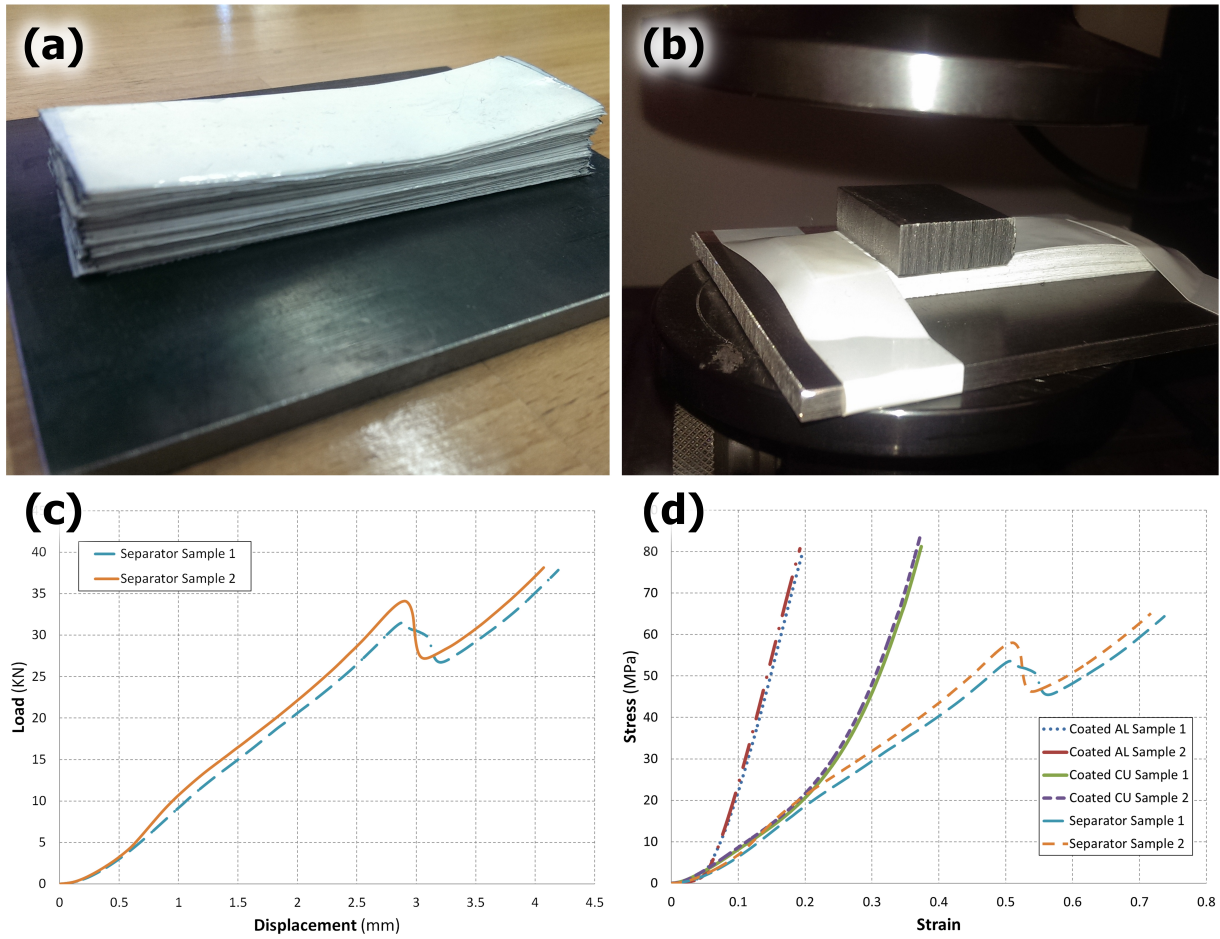 (a)
(b)
(c)
Separator Sample 1
Separator Sample 2
40
35
30
25
20
15
10
5
0
Load (KN)
0 0.5 1 1.5 2 2.5 3 3.5 4 4.5
Displacement (mm)
(d)
80
70
60
50
40
30
20
10
0
Stress (MPa)
Coated AL Sample 1
Coated AL Sample 2
Coated CU Sample 1
Coated CU Sample 2
Separator Sample 1
Separator Sample 2
0 0.1 0.2 0.3 0.4 0.5 0.6 0.7 0.8
Strain